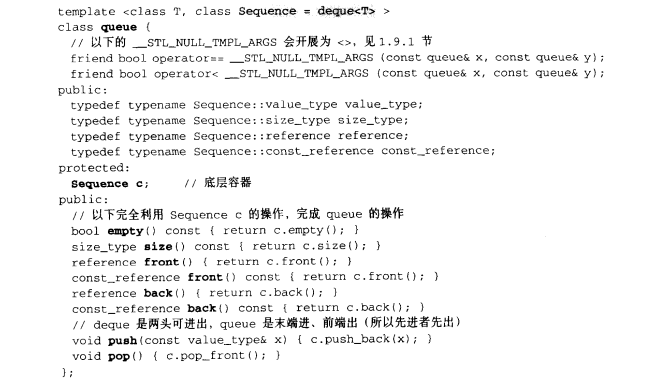 template <class T, class Sequence = deque<T> >
class queue {
// 以下的 __STL_NULL_TMPL_ARGS 会开展为 <>，见 1.9.1 节
friend bool operator== __STL_NULL_TMPL_ARGS (const queue& x, const queue& y);
friend bool operator< __STL_NULL_TMPL_ARGS (const queue& x, const queue& y);
public:
typedef typename Sequence::value_type value_type;
typedef typename Sequence::size_type size_type;
typedef typename Sequence::reference reference;
typedef typename Sequence::const_reference const_reference;
protected:
Sequence c; // 底层容器
public:
// 以下完全利用 Sequence c 的操作，完成 queue 的操作
bool empty() const { return c.empty(); }
size_type size() const { return c.size(); }
reference front() { return c.front(); }
const_reference front() const { return c.front(); }
reference back() { return c.back(); }
const_reference back() const { return c.back(); }
// deque 是两头可进出，queue 是末端进、前端出（所以先进者先出）
void push(const value_type& x) { c.push_back(x); }
void pop() { c.pop_front(); }
};